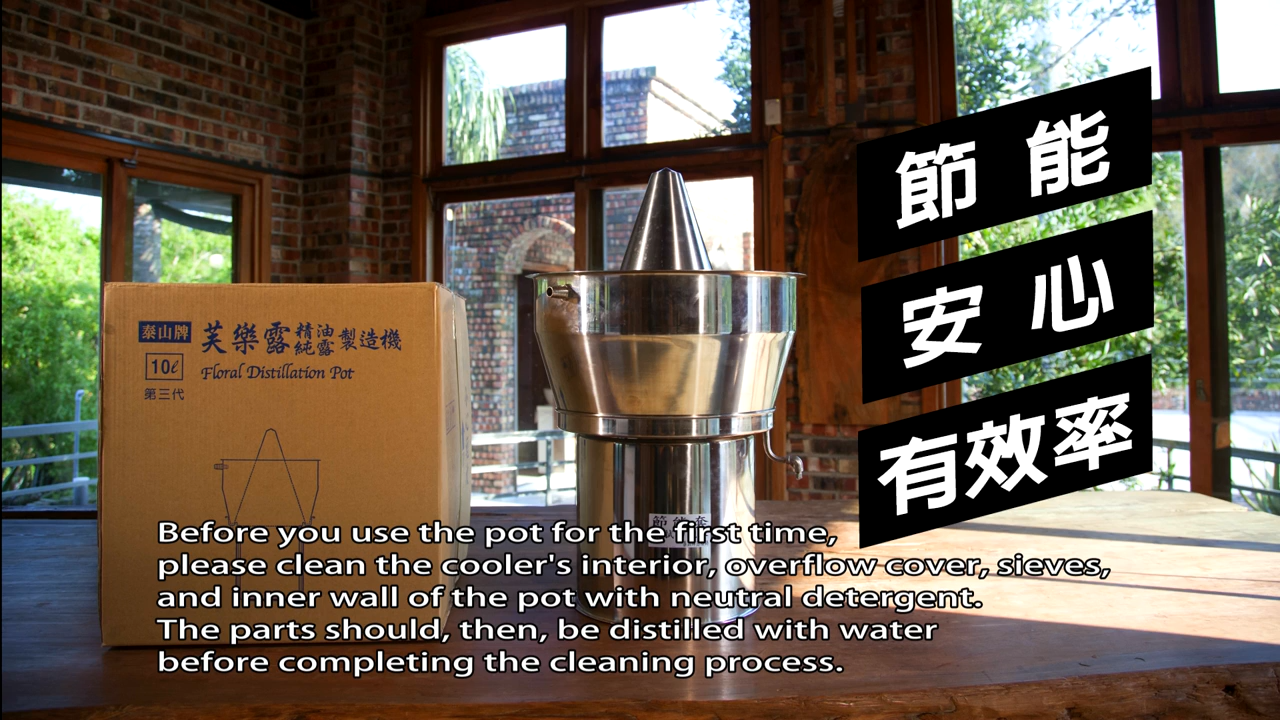 泰山牌
芙樂露精油純露製造機
10ℓ
Floral Distillation Pot
第三代
節能
安心
有效率
節能套
Before you use the pot for the first time,
please clean the cooler's interior, overflow cover, sieves,
and inner wall of the pot with neutral detergent.
The parts should, then, be distilled with water
before completing the cleaning process.